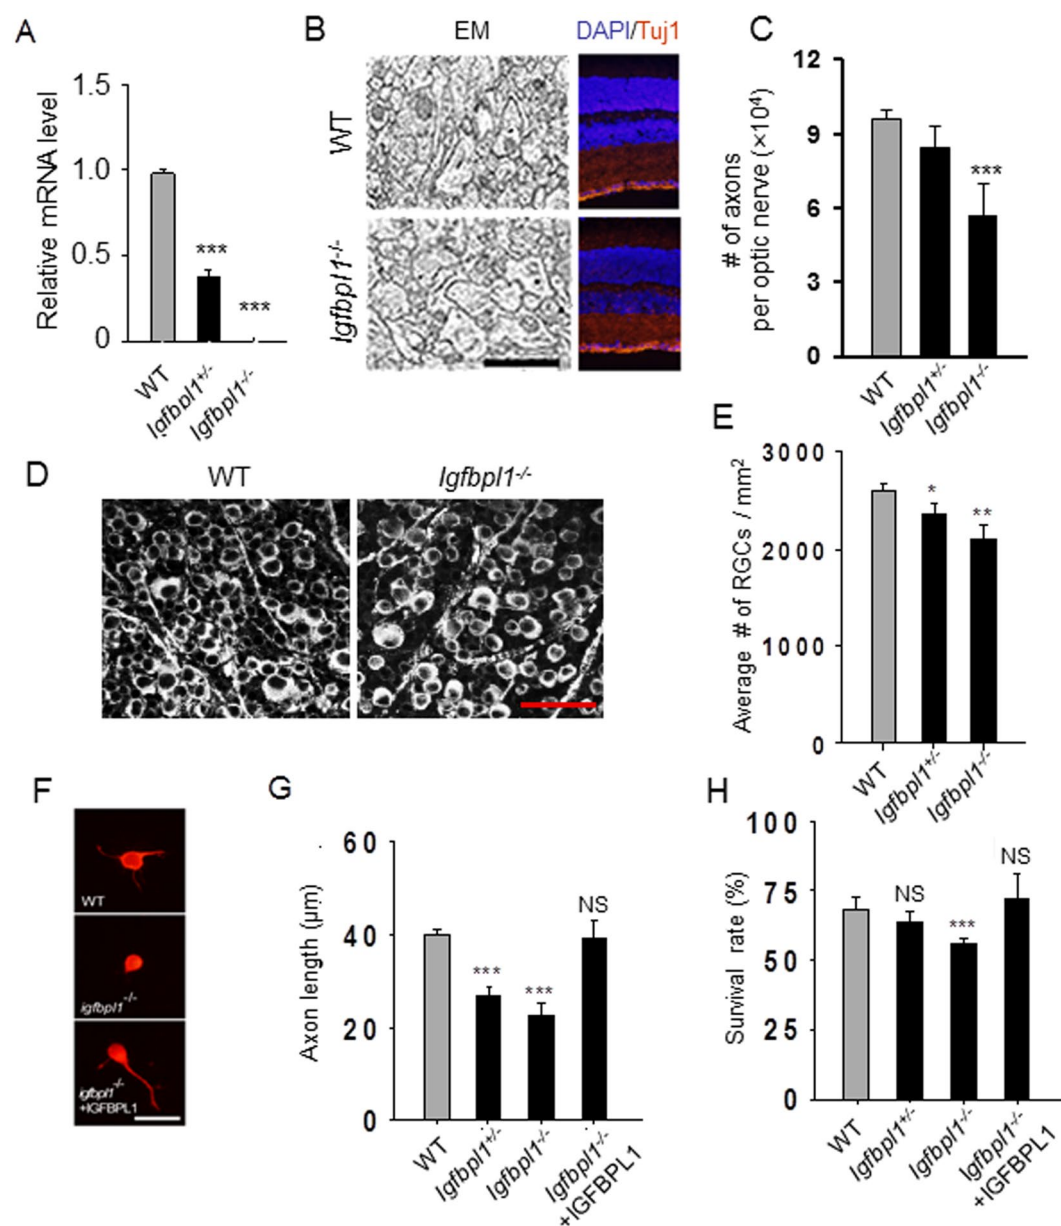 A
Relative mRNA level
1.5
1.0
0.5
0
***
***
WT
Igfbpl1+/-
Igfbpl1-/-
B
EM
DAPI/Tuj1
WT
Igfbpl1-/-
C
# of axons
per optic nerve (×10⁴)
12
9
6
3
0
***
WT
Igfbpl1+/-
Igfbpl1-/-
D
WT
Igfbpl1-/-
E
Average # of RGCs / mm²
3000
2000
1000
0
*
**
WT
Igfbpl1+/-
Igfbpl1-/-
F
WT
igfbpl1-/-
igfbpl1-/-
+IGFBPL1
G
Axon length (µm)
60
40
20
0
***
***
NS
WT
Igfbpl1+/-
Igfbpl1-/-
Igfbpl1-/-
+IGFBPL1
H
Survival rate (%)
100
75
50
25
0
NS
***
NS
WT
Igfbpl1+/-
Igfbpl1-/-
Igfbpl1-/-
+IGFBPL1